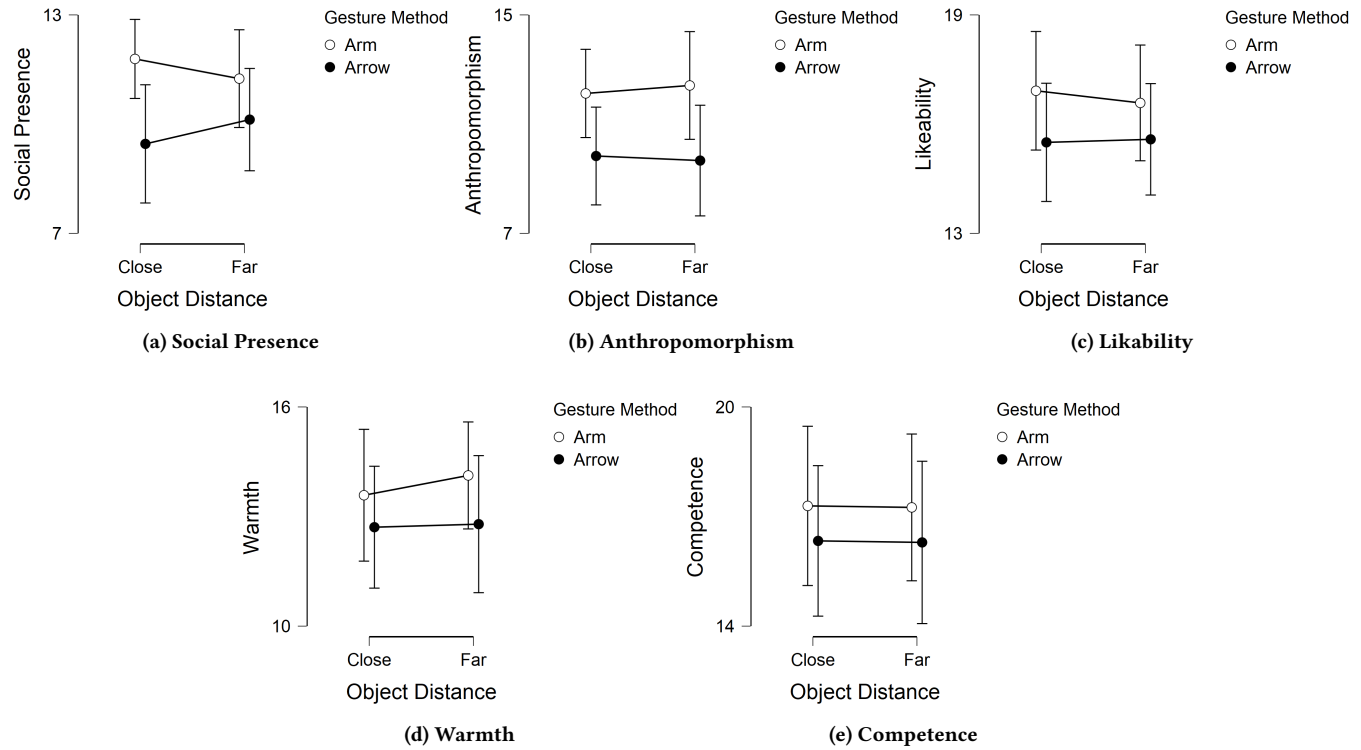 13
Social Presence
7
Close Far
Object Distance
Gesture Method
Arm
Arrow
(a) Social Presence
15
Anthropomorphism
7
Close Far
Object Distance
Gesture Method
Arm
Arrow
(b) Anthropomorphism
19
Likeability
13
Close Far
Object Distance
Gesture Method
Arm
Arrow
(c) Likability
16
Warmth
10
Close Far
Object Distance
Gesture Method
Arm
Arrow
(d) Warmth
20
Competence
14
Close Far
Object Distance
Gesture Method
Arm
Arrow
(e) Competence